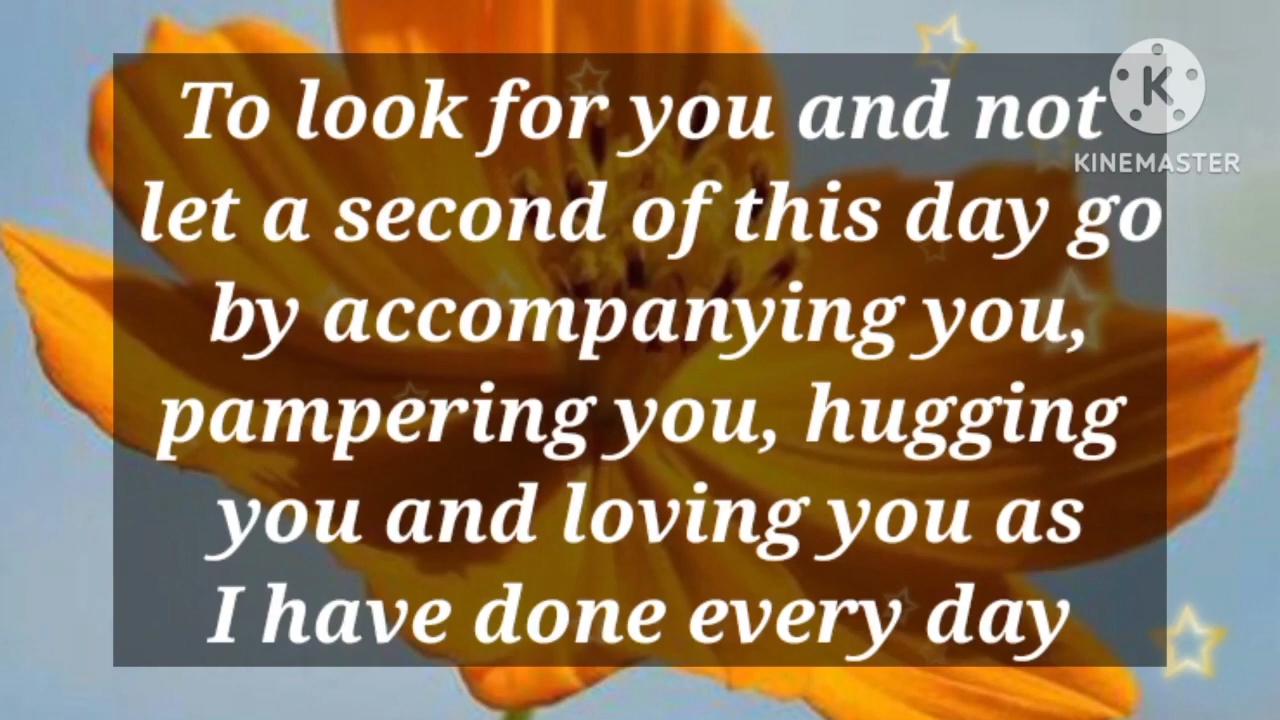 To look for you and not
let a second of this day go
by accompanying you,
pampering you, hugging
you and loving you as
I have done every day
K
KINEMASTER